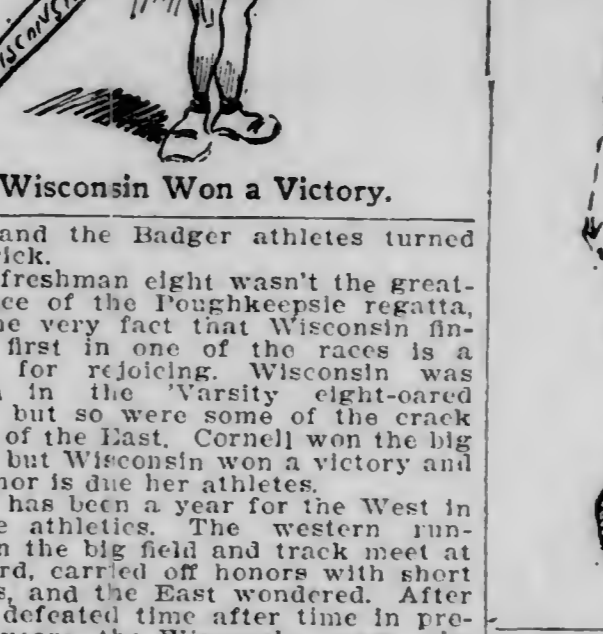 Wisconsin Won a Victory.
and the Badger athletes turned
ick.
freshman eight wasn't the great-
ce of the Poughkeepsie regatta,
he very fact that Wisconsin fin-
first in one of the races is a
for rejoicing. Wisconsin was
in the 'Varsity eight-oared
but so were some of the crack
of the East. Cornell won the big
but Wisconsin won a victory and
nor is due her athletes.
has been a year for the West in
e athletics. The western run-
n the big field and track meet at
rd, carried off honors with short
s, and the East wondered. After
defeated time after time in pre-